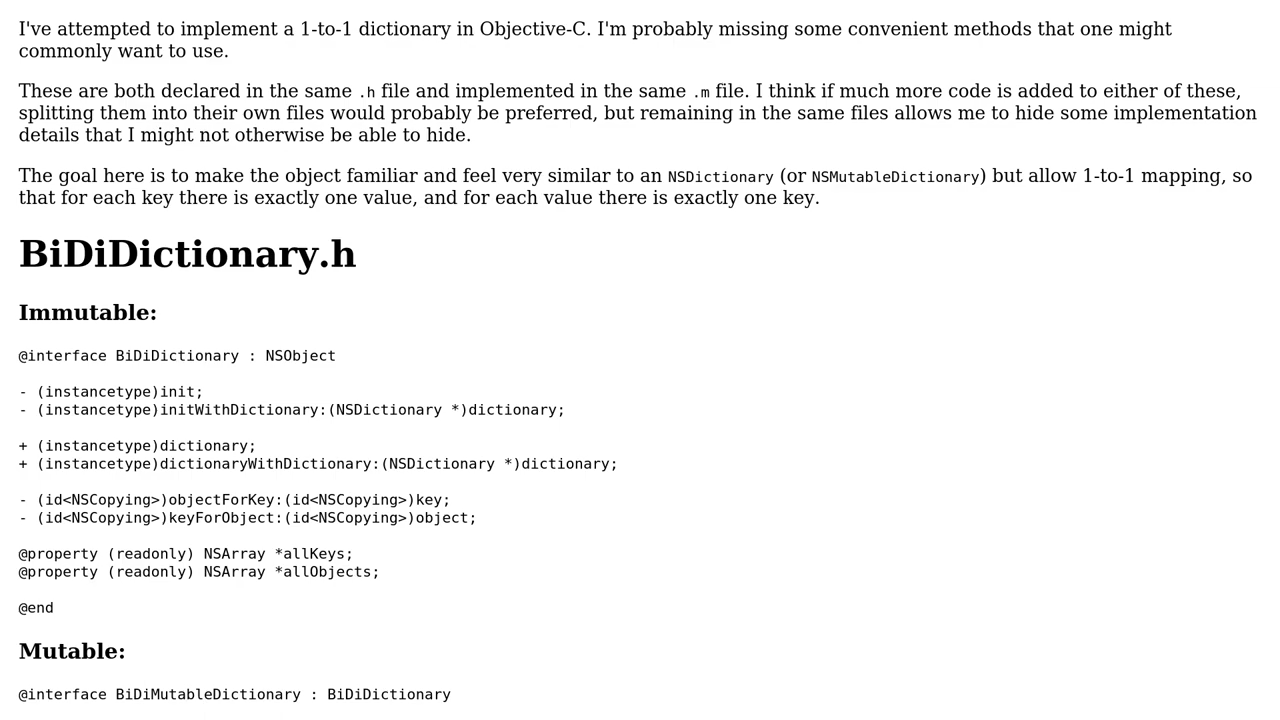 I've attempted to implement a 1-to-1 dictionary in Objective-C. I'm probably missing some convenient methods that one might
commonly want to use.
These are both declared in the same .h file and implemented in the same .m file. I think if much more code is added to either of these,
splitting them into their own files would probably be preferred, but remaining in the same files allows me to hide some implementation
details that I might not otherwise be able to hide.
The goal here is to make the object familiar and feel very similar to an NSDictionary (or NSMutableDictionary) but allow 1-to-1 mapping, so
that for each key there is exactly one value, and for each value there is exactly one key.
BiDiDictionary.h
Immutable:
@interface BiDiDictionary : NSObject
- (instancetype)init;
- (instancetype)initWithDictionary:(NSDictionary *)dictionary;
+ (instancetype)dictionary;
+ (instancetype)dictionaryWithDictionary:(NSDictionary *)dictionary;
- (id<NSCopying>)objectForKey:(id<NSCopying>)key;
- (id<NSCopying>)keyForObject:(id<NSCopying>)object;
@property (readonly) NSArray *allKeys;
@property (readonly) NSArray *allObjects;
@end
Mutable:
@interface BiDiMutableDictionary : BiDiDictionary